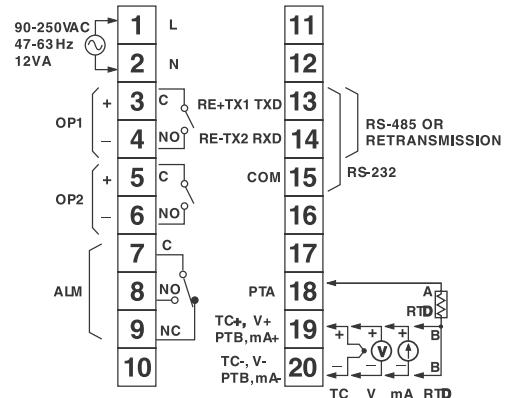 90-250VAC
47-63Hz
12VA
1 L
2 N
OP1
+ 3 C
− 4 NO
OP2
+ 5 C
− 6 NO
ALM
7 C
8 NO
9 NC
10
11
12
RE+TX1 TXD 13
RE-TX2 RXD 14
RS-485 OR
RETRANSMISSION
COM 15
RS-232
16
17
PTA 18
A
RTD
TC+, V+
PTB, mA+
19
+ + + B
V
TC-, V-
PTB, mA-
20
− − − B
TC V mA RTD